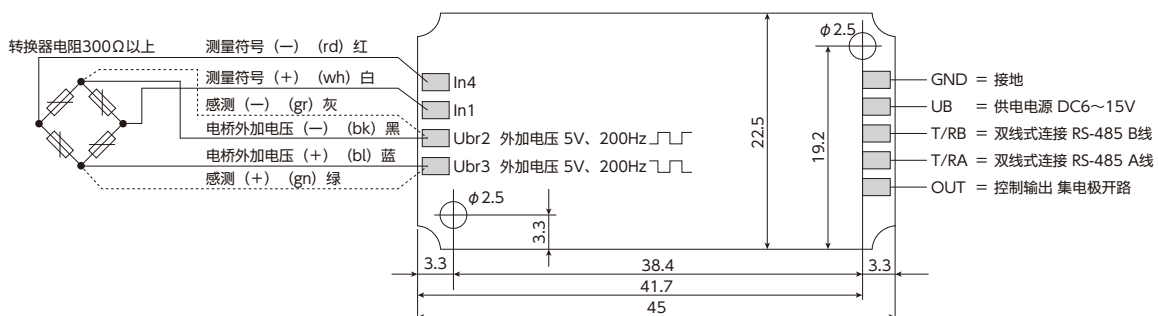 转换器电阻300Ω以上
测量符号（—）（rd）红
测量符号（+）（wh）白
感测（—）（gr）灰
电桥外加电压（—）（bk）黑
电桥外加电压（+）（bl）蓝
感测（+）（gn）绿
In4
In1
Ubr2 外加电压 5V、200Hz
Ubr3 外加电压 5V、200Hz
φ2.5
φ2.5
22.5
19.2
3.3
GND = 接地
UB = 供电电源 DC6～15V
T/RB = 双线式连接 RS-485 B线
T/RA = 双线式连接 RS-485 A线
OUT = 控制输出 集电极开路
3.3
38.4
3.3
41.7
45